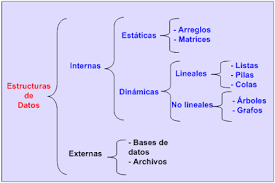 Estructuras
de
Datos
Internas
Estáticas
- Arreglos
- Matrices
Dinámicas
Lineales
- Listas
- Pilas
- Colas
No lineales
- Árboles
- Grafos
Externas
- Bases de
datos
- Archivos